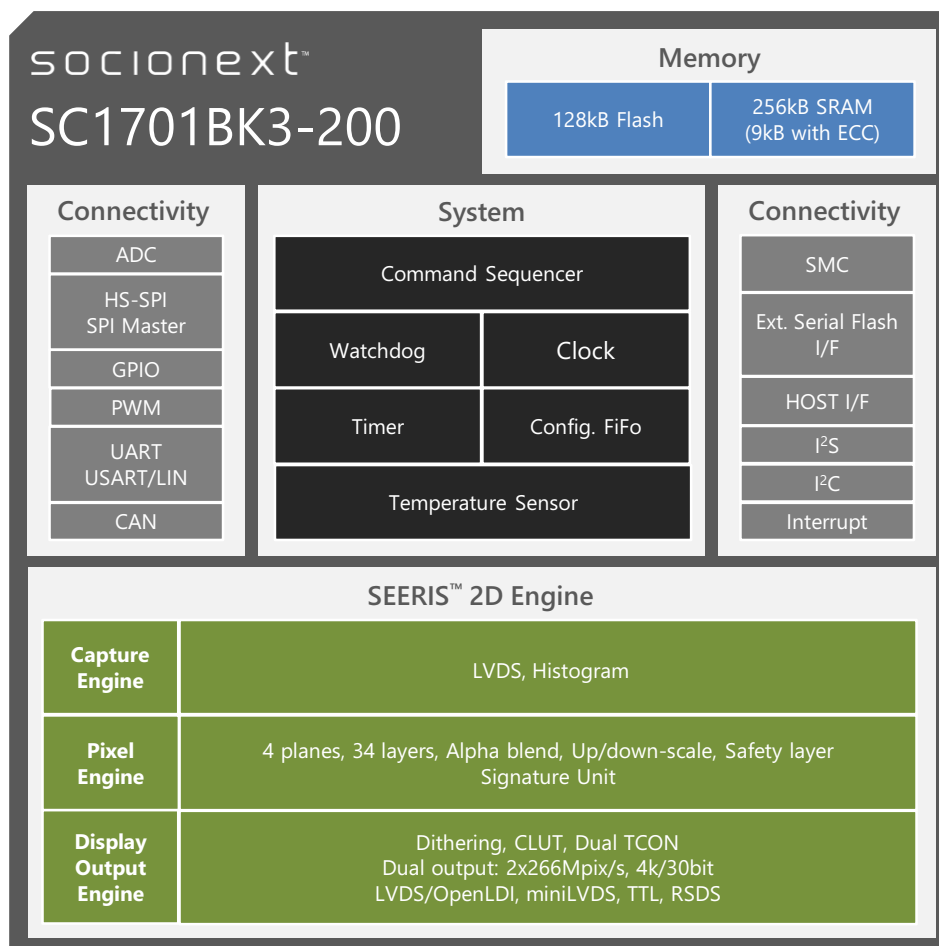 socionext™
SC1701BK3-200
Memory
128kB Flash
256kB SRAM
(9kB with ECC)
Connectivity
ADC
HS-SPI
SPI Master
GPIO
PWM
UART
USART/LIN
CAN
System
Command Sequencer
Watchdog
Clock
Timer
Config. FiFo
Temperature Sensor
Connectivity
SMC
Ext. Serial Flash
I/F
HOST I/F
I²S
I²C
Interrupt
SEERIS™ 2D Engine
Capture
Engine
LVDS, Histogram
Pixel
Engine
4 planes, 34 layers, Alpha blend, Up/down-scale, Safety layer
Signature Unit
Display
Output
Engine
Dithering, CLUT, Dual TCON
Dual output: 2x266Mpix/s, 4k/30bit
LVDS/OpenLDI, miniLVDS, TTL, RSDS